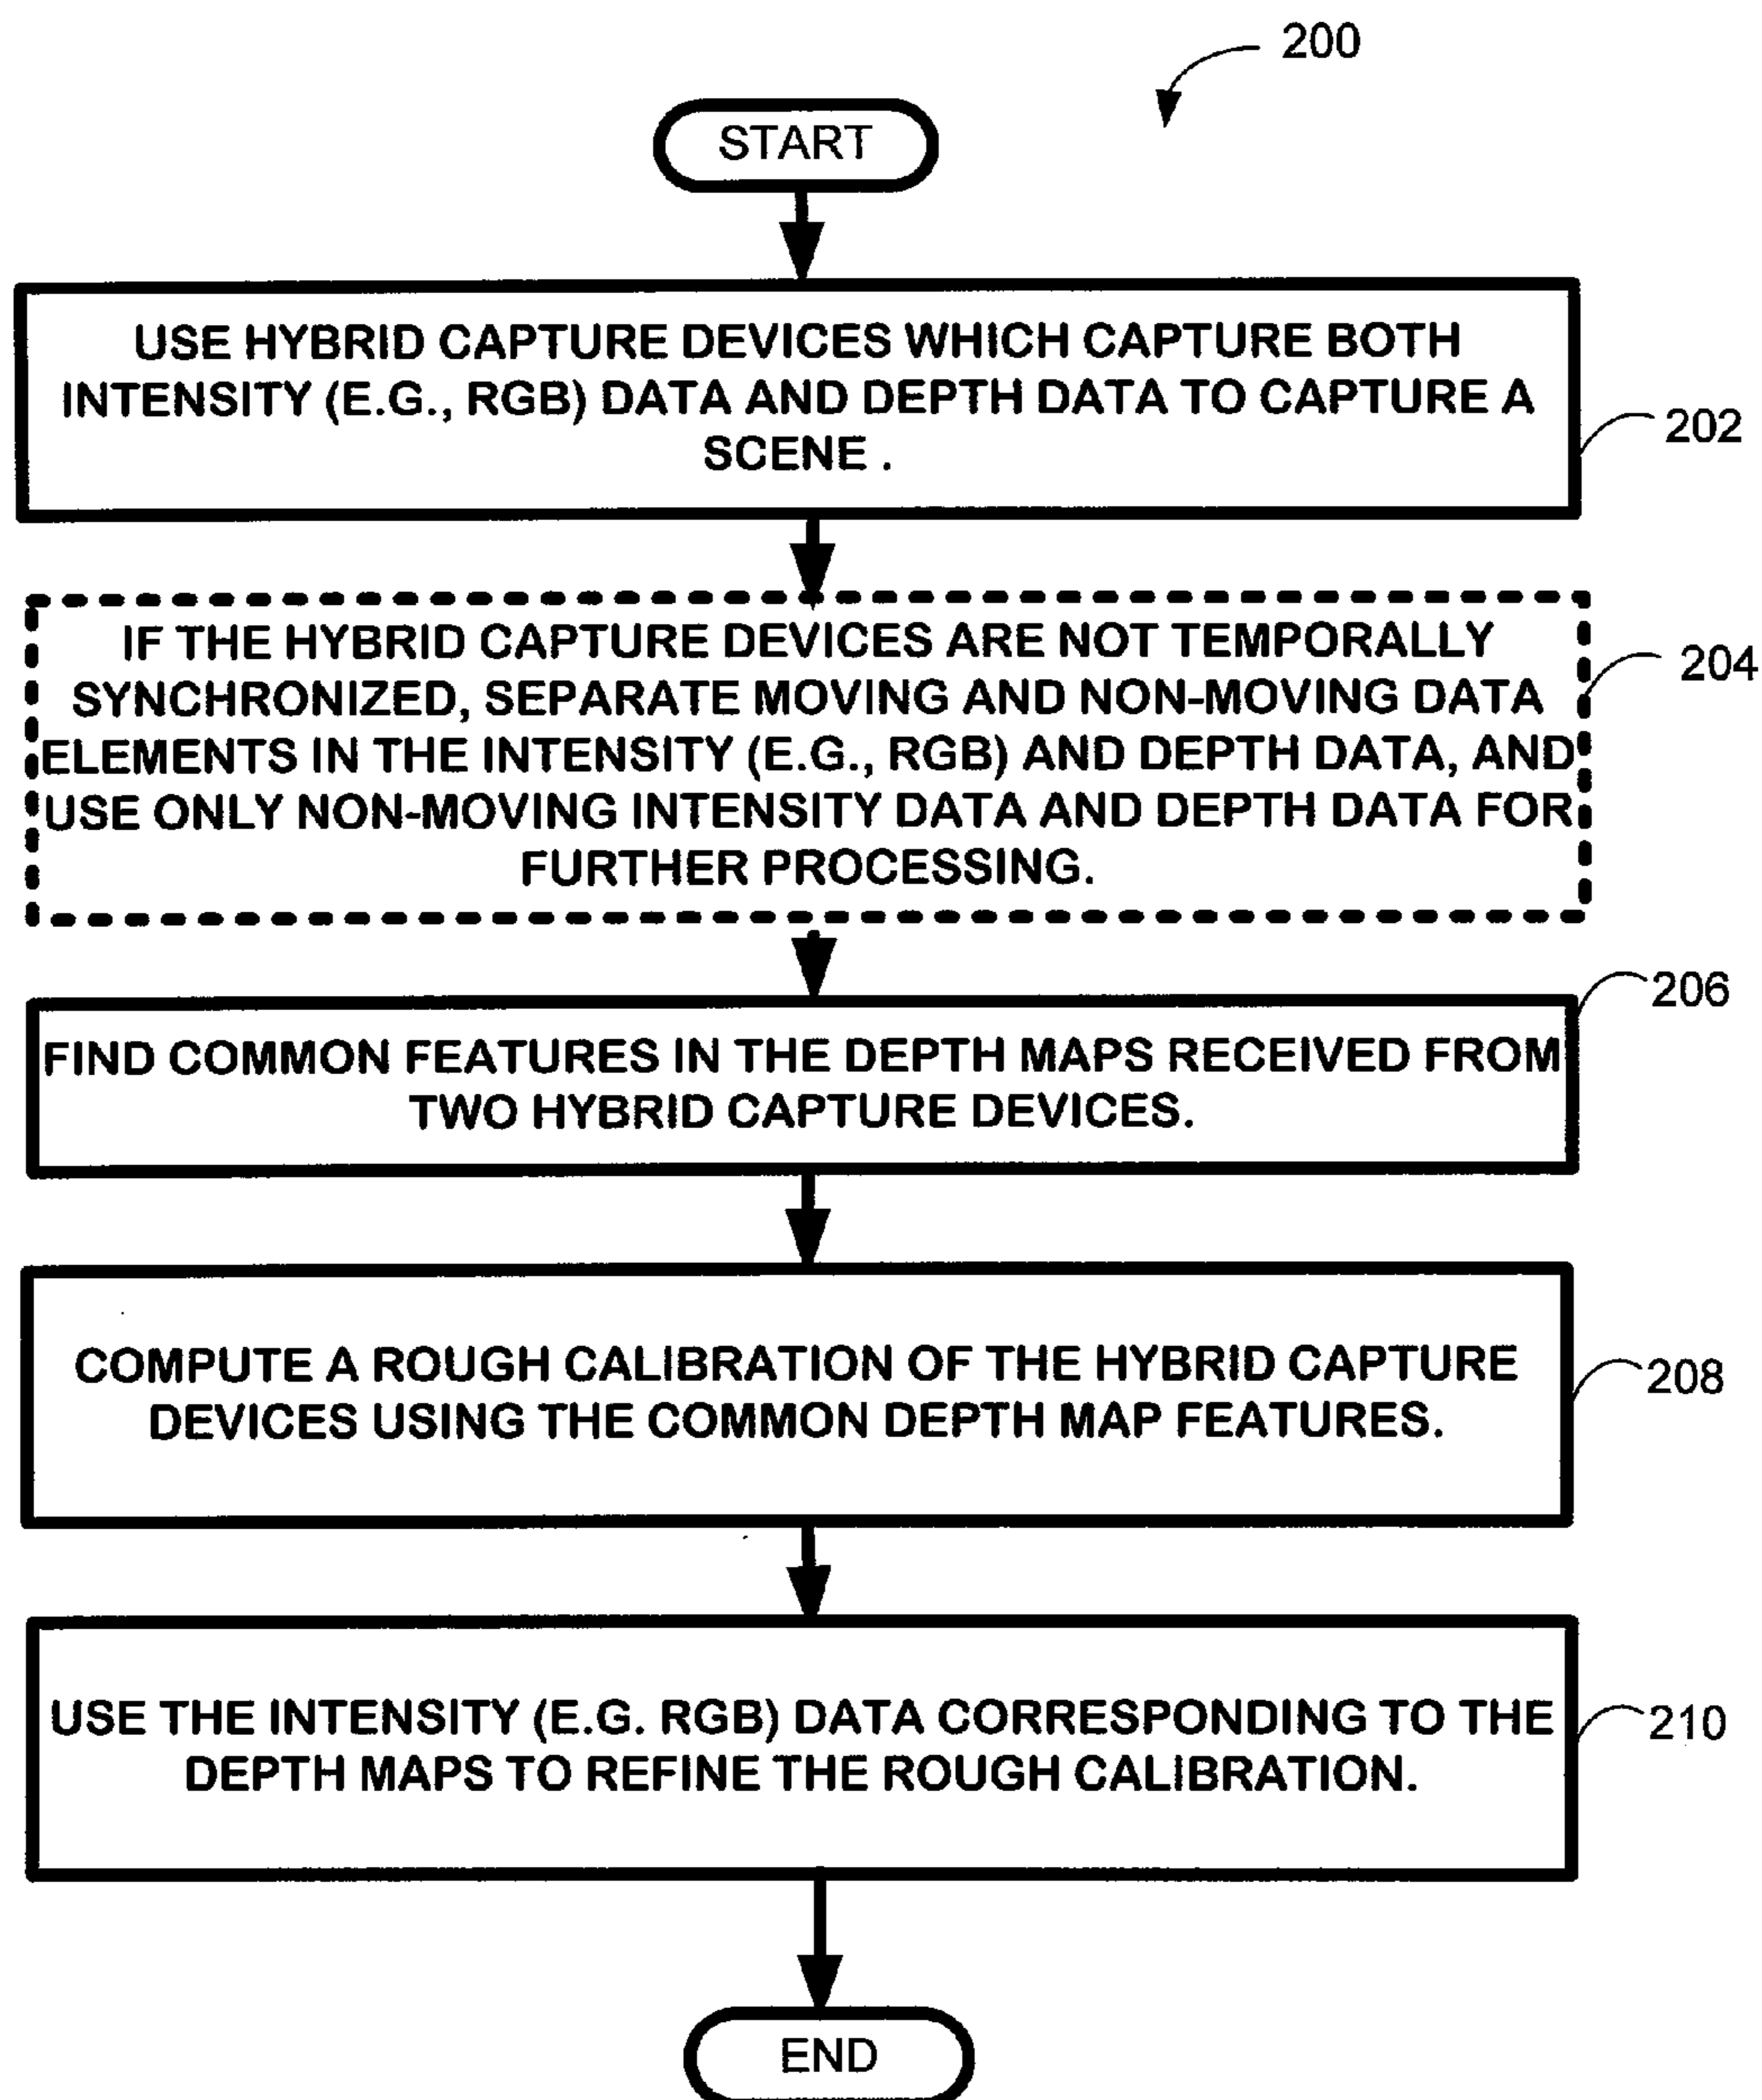 200
START
USE HYBRID CAPTURE DEVICES WHICH CAPTURE BOTH
INTENSITY (E.G., RGB) DATA AND DEPTH DATA TO CAPTURE A
SCENE .
202
IF THE HYBRID CAPTURE DEVICES ARE NOT TEMPORALLY
SYNCHRONIZED, SEPARATE MOVING AND NON-MOVING DATA
ELEMENTS IN THE INTENSITY (E.G., RGB) AND DEPTH DATA, AND
USE ONLY NON-MOVING INTENSITY DATA AND DEPTH DATA FOR
FURTHER PROCESSING.
204
FIND COMMON FEATURES IN THE DEPTH MAPS RECEIVED FROM
TWO HYBRID CAPTURE DEVICES.
206
COMPUTE A ROUGH CALIBRATION OF THE HYBRID CAPTURE
DEVICES USING THE COMMON DEPTH MAP FEATURES.
208
USE THE INTENSITY (E.G. RGB) DATA CORRESPONDING TO THE
DEPTH MAPS TO REFINE THE ROUGH CALIBRATION.
210
END